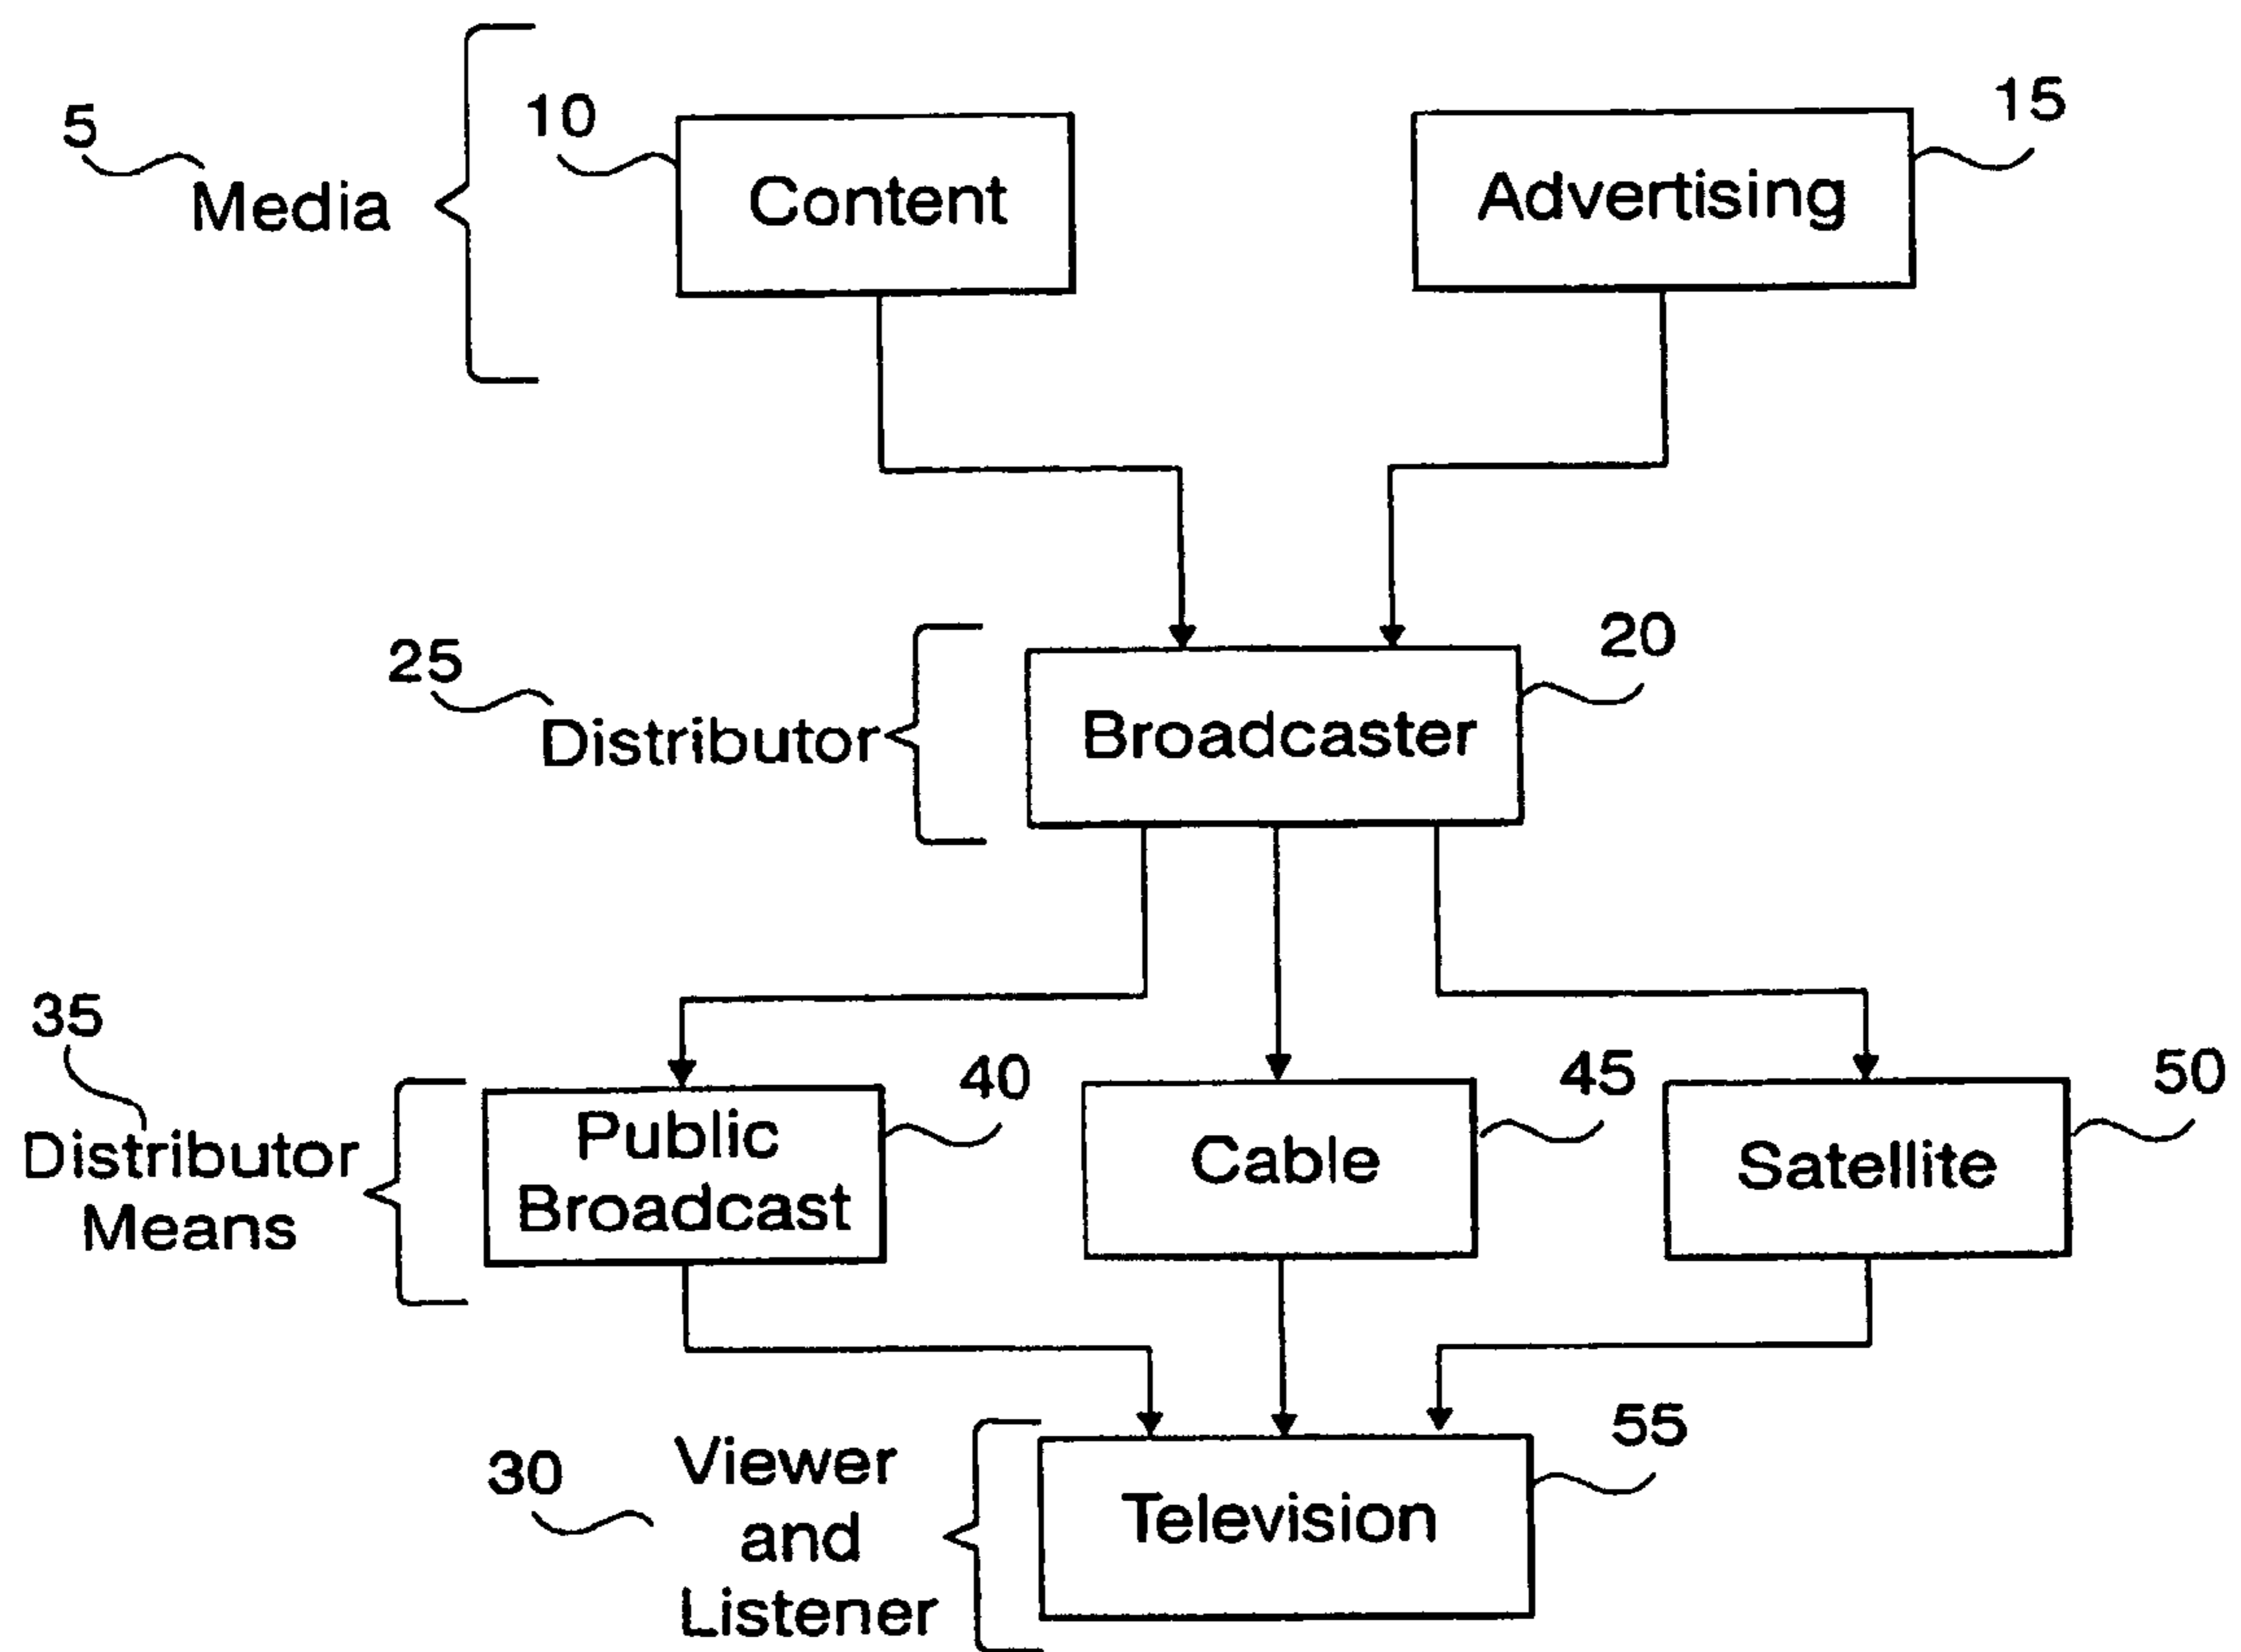 5
Media
10
Content
15
Advertising
25
Distributor
20
Broadcaster
35
Distributor
Means
40
Public
Broadcast
45
Cable
50
Satellite
30
Viewer
and
Listener
55
Television